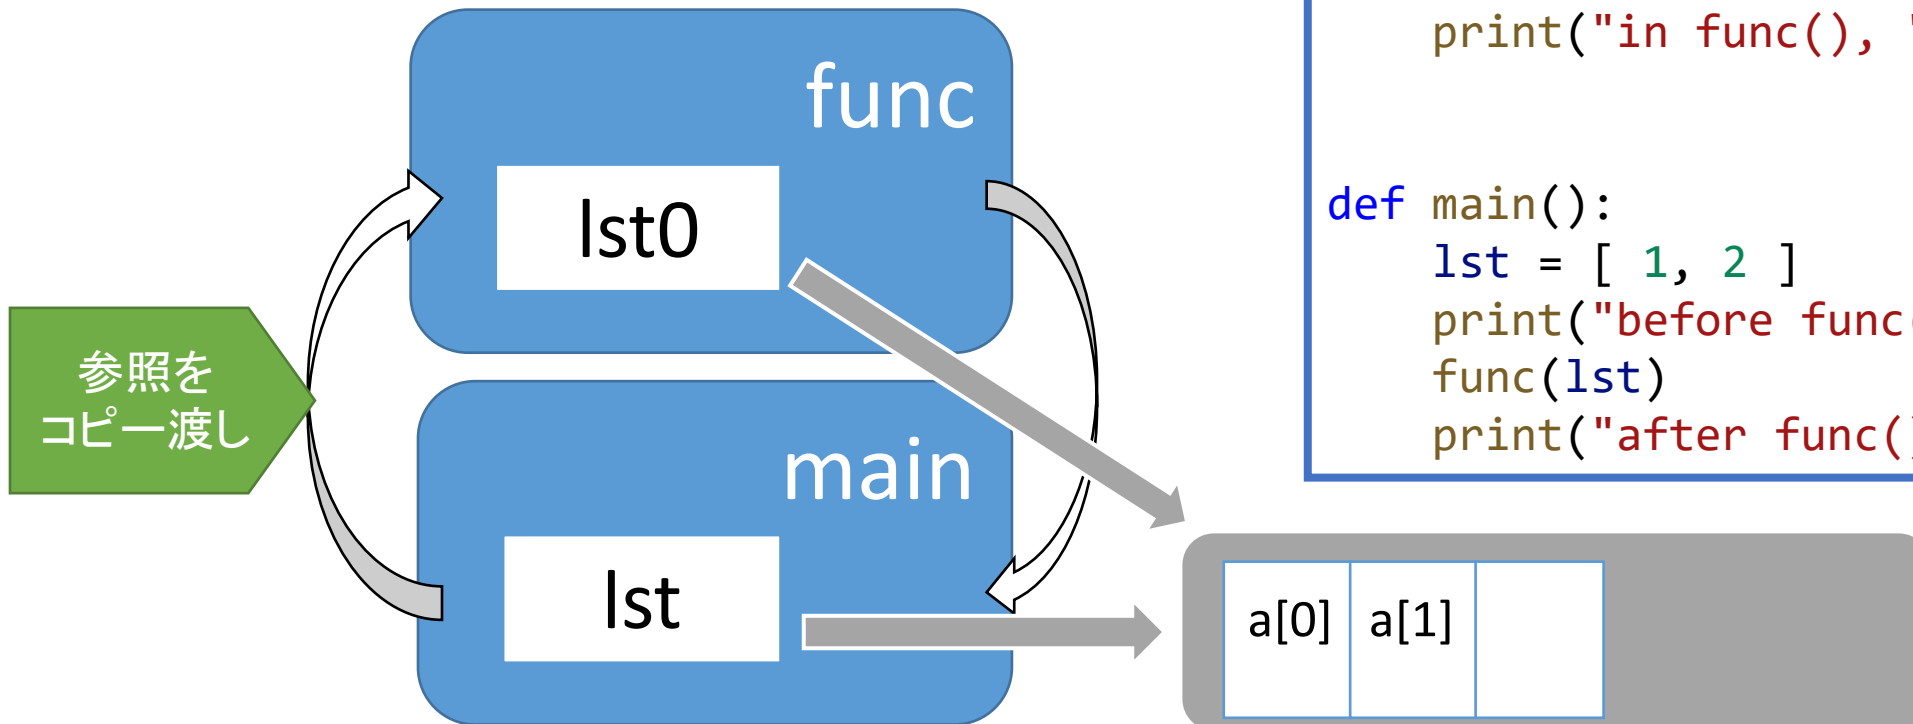 func
lst0
参照を
コピー渡し
main
lst
print("in func(), "
def main():
lst = [ 1, 2 ]
print("before func(
func(lst)
print("after func()
a[0] a[1]